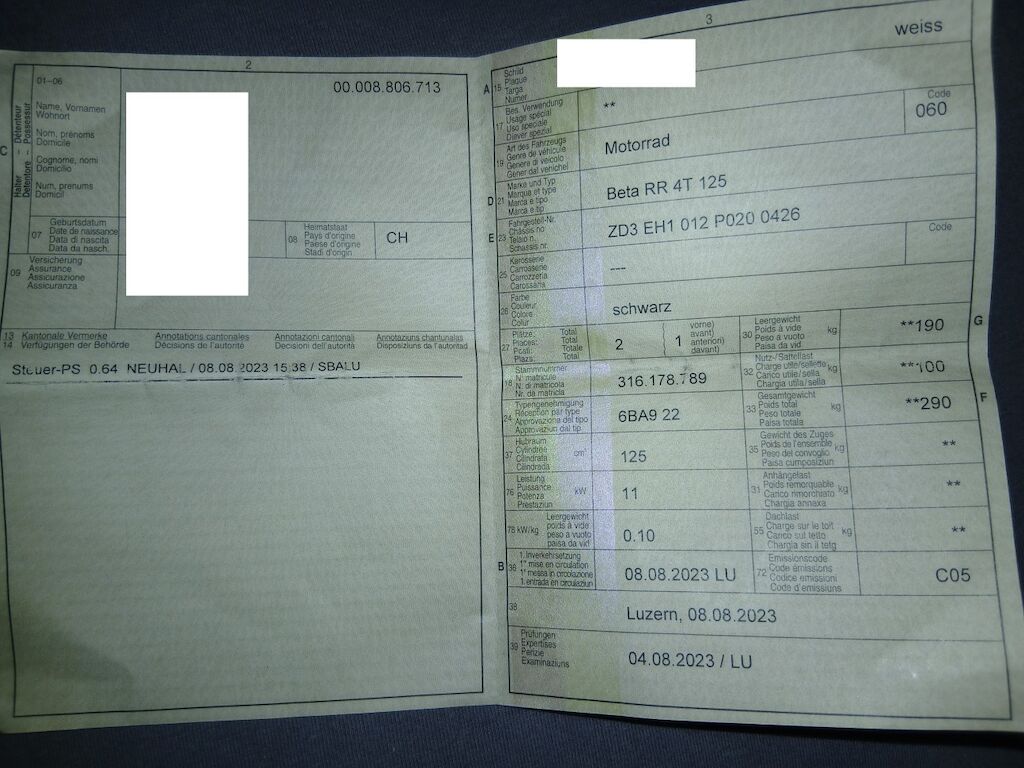 2
01–06
00.008.806.713
C
Halter – Détenteur
Detentore – Possessur
Name, Vornamen
Wohnort
Nom, prénoms
Domicile
Cognome, nomi
Domicilio
Num, prenums
Domicil
07
Geburtsdatum
Date de naissance
Data di nascita
Data da nasch.
08
Heimatstaat
Pays d'origine
Paese d'origine
Stadi d'origin
CH
09
Versicherung
Assurance
Assicurazione
Assicuranza
13 Kantonale Vermerke Annotations cantonales Annotazioni cantonali Annotaziuns chantunalas
14 Verfügungen der Behörde Décisions de l'autorité Decisioni dell'autorità Disposiziuns da l'autoritad
Steuer-PS 0.64 NEUHAL / 08.08.2023 15:38 / SBALU
3
weiss
A
15
Schild
Plaque
Targa
Numer
17
Bes. Verwendung
Usage spécial
Uso speciale
Diever spezial
**
Code
060
19
Art des Fahrzeugs
Genre de véhicule
Genere di veicolo
Gener dal vehichel
Motorrad
D
21
Marke und Typ
Marque et type
Marca e tipo
Marca e tip
Beta RR 4T 125
E
23
Fahrgestell-Nr.
Châssis no
Telaio n.
Schassis nr.
ZD3 EH1 012 P020 0426
25
Karosserie
Carrosserie
Carrozzeria
Carossaria
---
Code
26
Farbe
Couleur
Colore
Colur
schwarz
27
Plätze: Total
Places: Total
Posti: Totale
Plazs: Total
2
1
vorne)
avant)
anteriori)
davant)
30
Leergewicht
Poids à vide
Peso a vuoto
Paisa da vid
kg
**190
G
18
Stammnummer
N° matricule
N. di matricola
Nr. da matricla
316.178.789
32
Nutz-/Sattellast
Charge utile/sellette
Carico utile/sella
Chargia utila/sella
kg
**100
24
Typengenehmigung
Réception par type
Approvazione del tipo
Approvaziun dal tip
6BA9 22
33
Gesamtgewicht
Poids total
Peso totale
Paisa totala
kg
**290
F
37
Hubraum
Cylindrée
Cilindrata
Cilindrada
cm³
125
35
Gewicht des Zuges
Poids de l'ensemble
Peso del convoglio
Paisa cumposiziun
kg
**
76
Leistung
Puissance
Potenza
Prestaziun
kW
11
31
Anhängelast
Poids remorquable
Carico rimorchiato
Chargia annexa
kg
**
78 kW/kg
Leergewicht
poids à vide
peso a vuoto
paisa da vid
0.10
55
Dachlast
Charge sur le toit
Carico sul tetto
Chargia sin il tetg
kg
**
B
36
1. Inverkehrsetzung
1re mise en circulation
1a messa in circolazione
1. entrada en circulaziun
08.08.2023 LU
72
Emissionscode
Code émissions
Codice emissioni
Code d'emissiuns
C05
38
Luzern, 08.08.2023
39
Prüfungen
Expertises
Perizie
Examinaziuns
04.08.2023 / LU